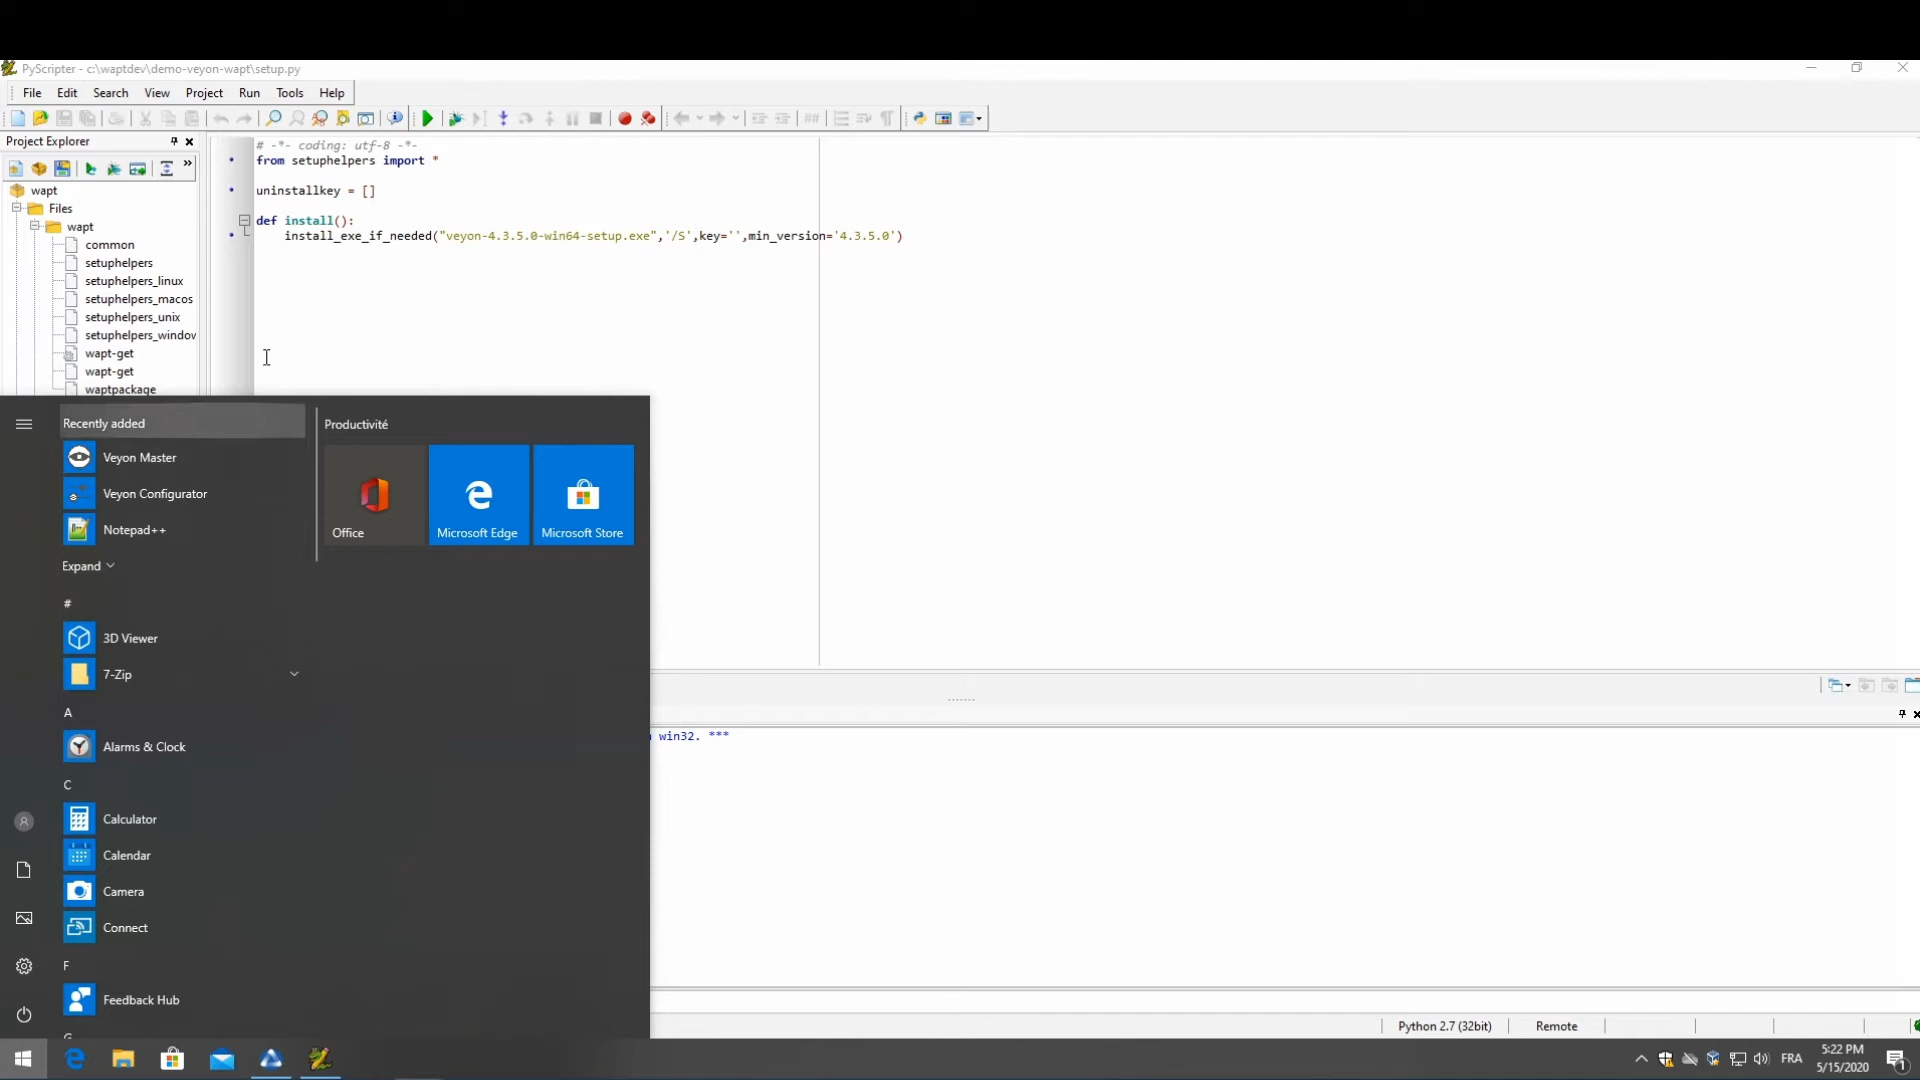 PyScripter - c:\waptdev\demo-veyon-wapt\setup.py
File Edit Search View Project Run Tools Help
Project Explorer
wapt
Files
wapt
common
setuphelpers
setuphelpers_linux
setuphelpers_macos
setuphelpers_unix
setuphelpers_window
wapt-get
wapt-get
waptpackage
# -*- coding: utf-8 -*-
from setuphelpers import *
uninstallkey = []
def install():
install_exe_if_needed("veyon-4.3.5.0-win64-setup.exe",'/S',key='',min_version='4.3.5.0')
Recently added
Veyon Master
Veyon Configurator
Notepad++
Expand
#
3D Viewer
7-Zip
A
Alarms & Clock
C
Calculator
Calendar
Camera
Connect
F
Feedback Hub
Productivité
Office
Microsoft Edge
Microsoft Store
win32. ***
Python 2.7 (32bit)
Remote
FRA
5:22 PM
5/15/2020
1